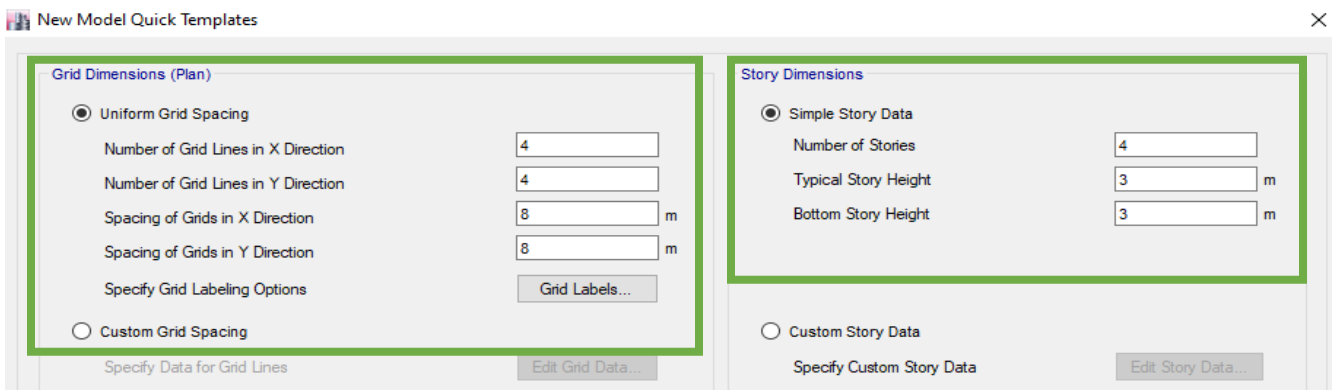 New Model Quick Templates
Grid Dimensions (Plan)
Uniform Grid Spacing
Number of Grid Lines in X Direction 4
Number of Grid Lines in Y Direction 4
Spacing of Grids in X Direction 8 m
Spacing of Grids in Y Direction 8 m
Specify Grid Labeling Options Grid Labels...
Custom Grid Spacing
Specify Data for Grid Lines Edit Grid Data...
Story Dimensions
Simple Story Data
Number of Stories 4
Typical Story Height 3 m
Bottom Story Height 3 m
Custom Story Data
Specify Custom Story Data Edit Story Data...